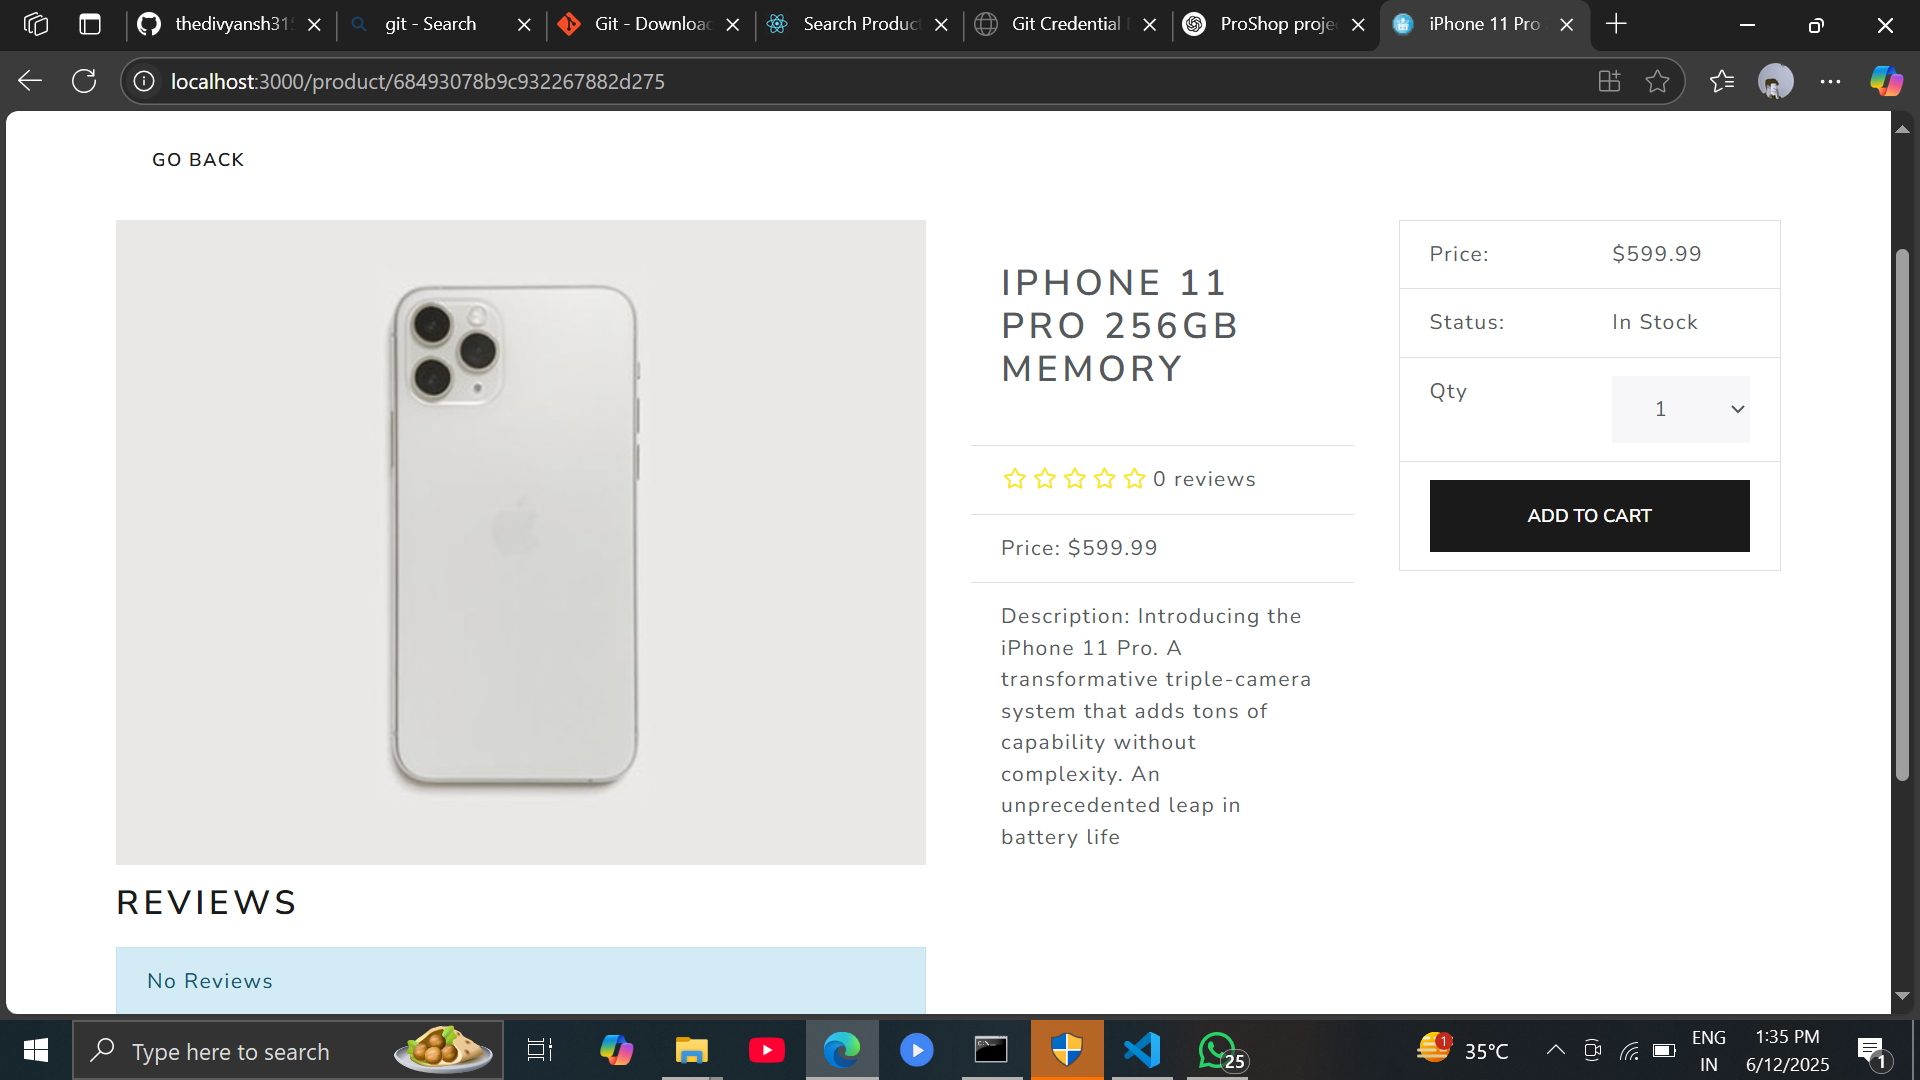 thedivyansh31
git - Search
Git - Downloa
Search Produc
Git Credential
ProShop proje
iPhone 11 Pro
localhost:3000/product/68493078b9c932267882d275
GO BACK
IPHONE 11
PRO 256GB
MEMORY
0 reviews
Price: $599.99
Description: Introducing the
iPhone 11 Pro. A
transformative triple-camera
system that adds tons of
capability without
complexity. An
unprecedented leap in
battery life
Price: $599.99
Status: In Stock
Qty 1
ADD TO CART
REVIEWS
No Reviews
Type here to search
25
1
35°C
ENG
IN
1:35 PM
6/12/2025
1